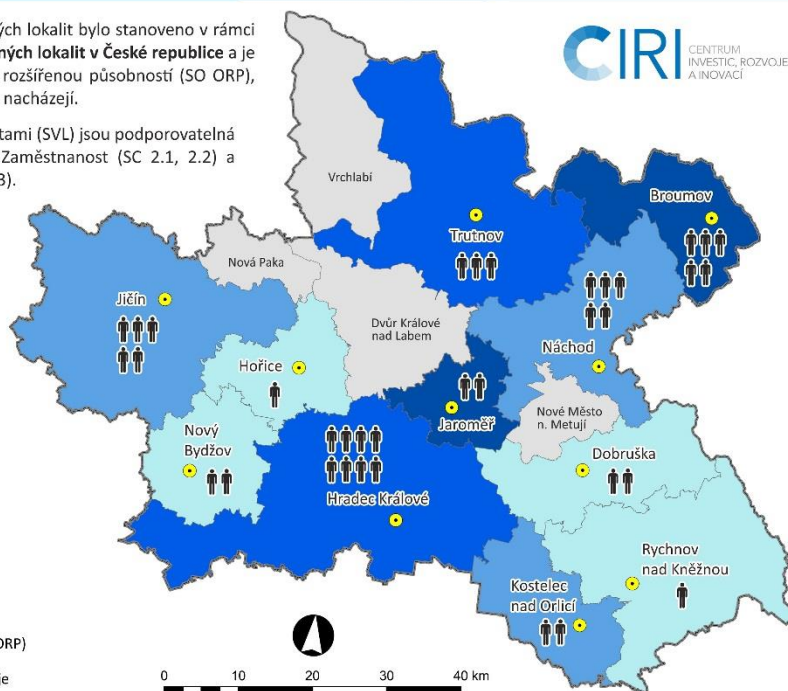 ých lokalit bylo stanoveno v rámci
ných lokalit v České republice a je
rozšířenou působností (SO ORP),
nacházejí.
tami (SVL) jsou podporovatelná
Zaměstnanost (SC 2.1, 2.2) a
3).
CIRI
CENTRUM
INVESTIC, ROZVOJE
A INOVACÍ
Vrchlabí
Broumov
Trutnov
Nová Paka
Jičín
Dvůr Králové
nad Labem
Náchod
Hořice
Jaroměř
Nové Město
n. Metují
Nový
Bydžov
Dobruška
Hradec Králové
Rychnov
nad Kněžnou
Kostelec
nad Orlicí
ORP)
je
0 10 20 30 40 km